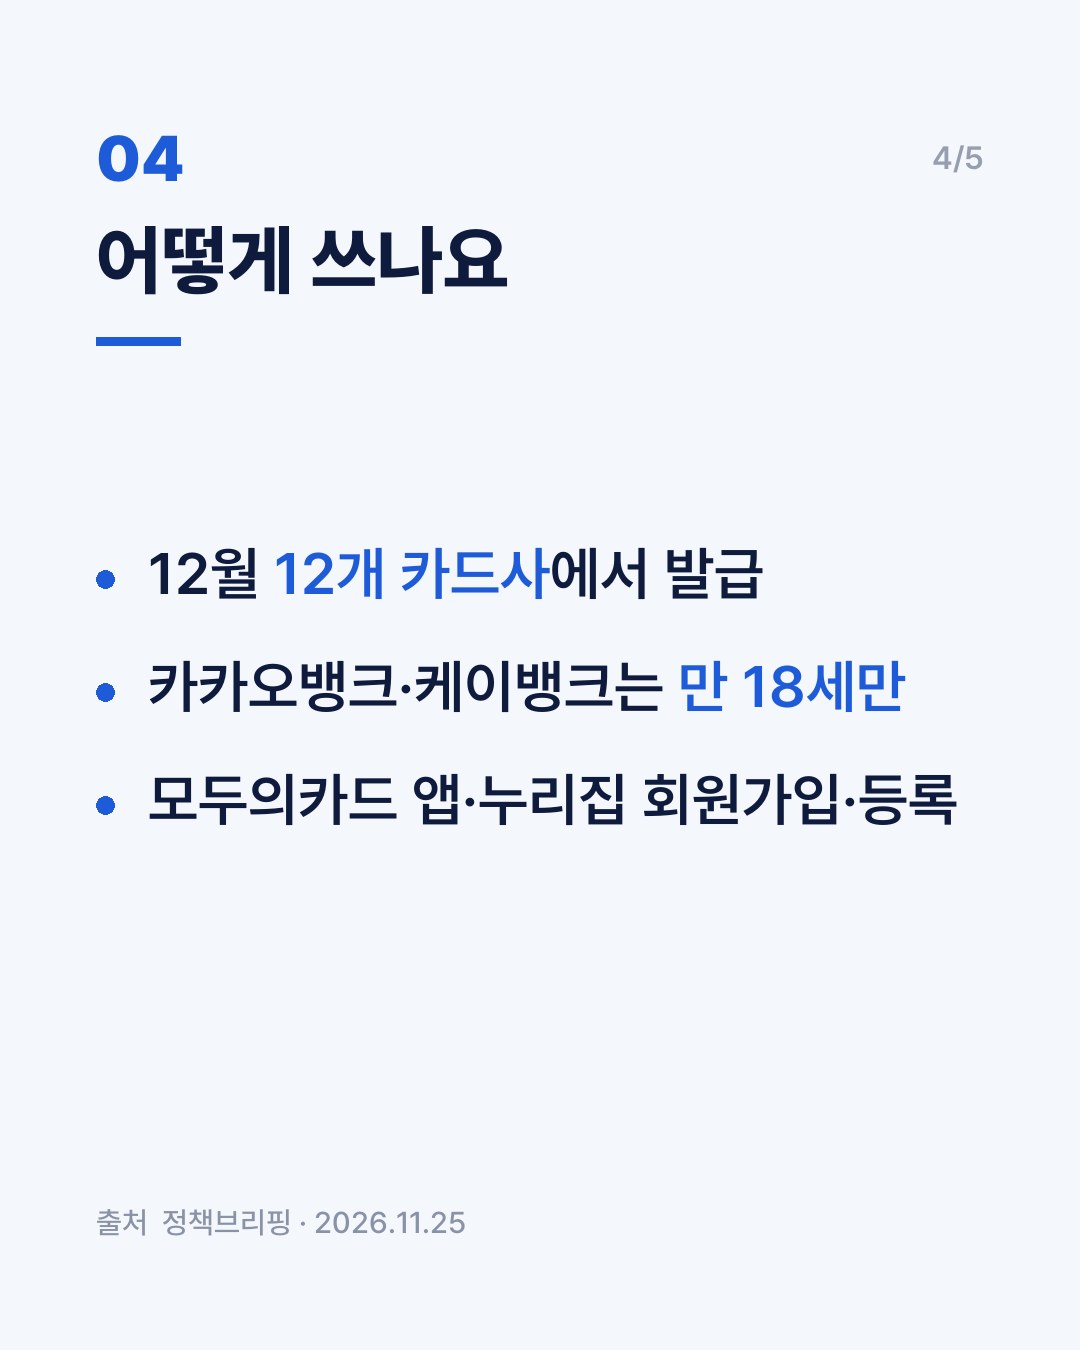 04
4/5
어떻게 쓰나요
• 12월 12개 카드사에서 발급
• 카카오뱅크·케이뱅크는 만 18세만
• 모두의카드 앱·누리집 회원가입·등록
출처 정책브리핑 · 2026.11.25